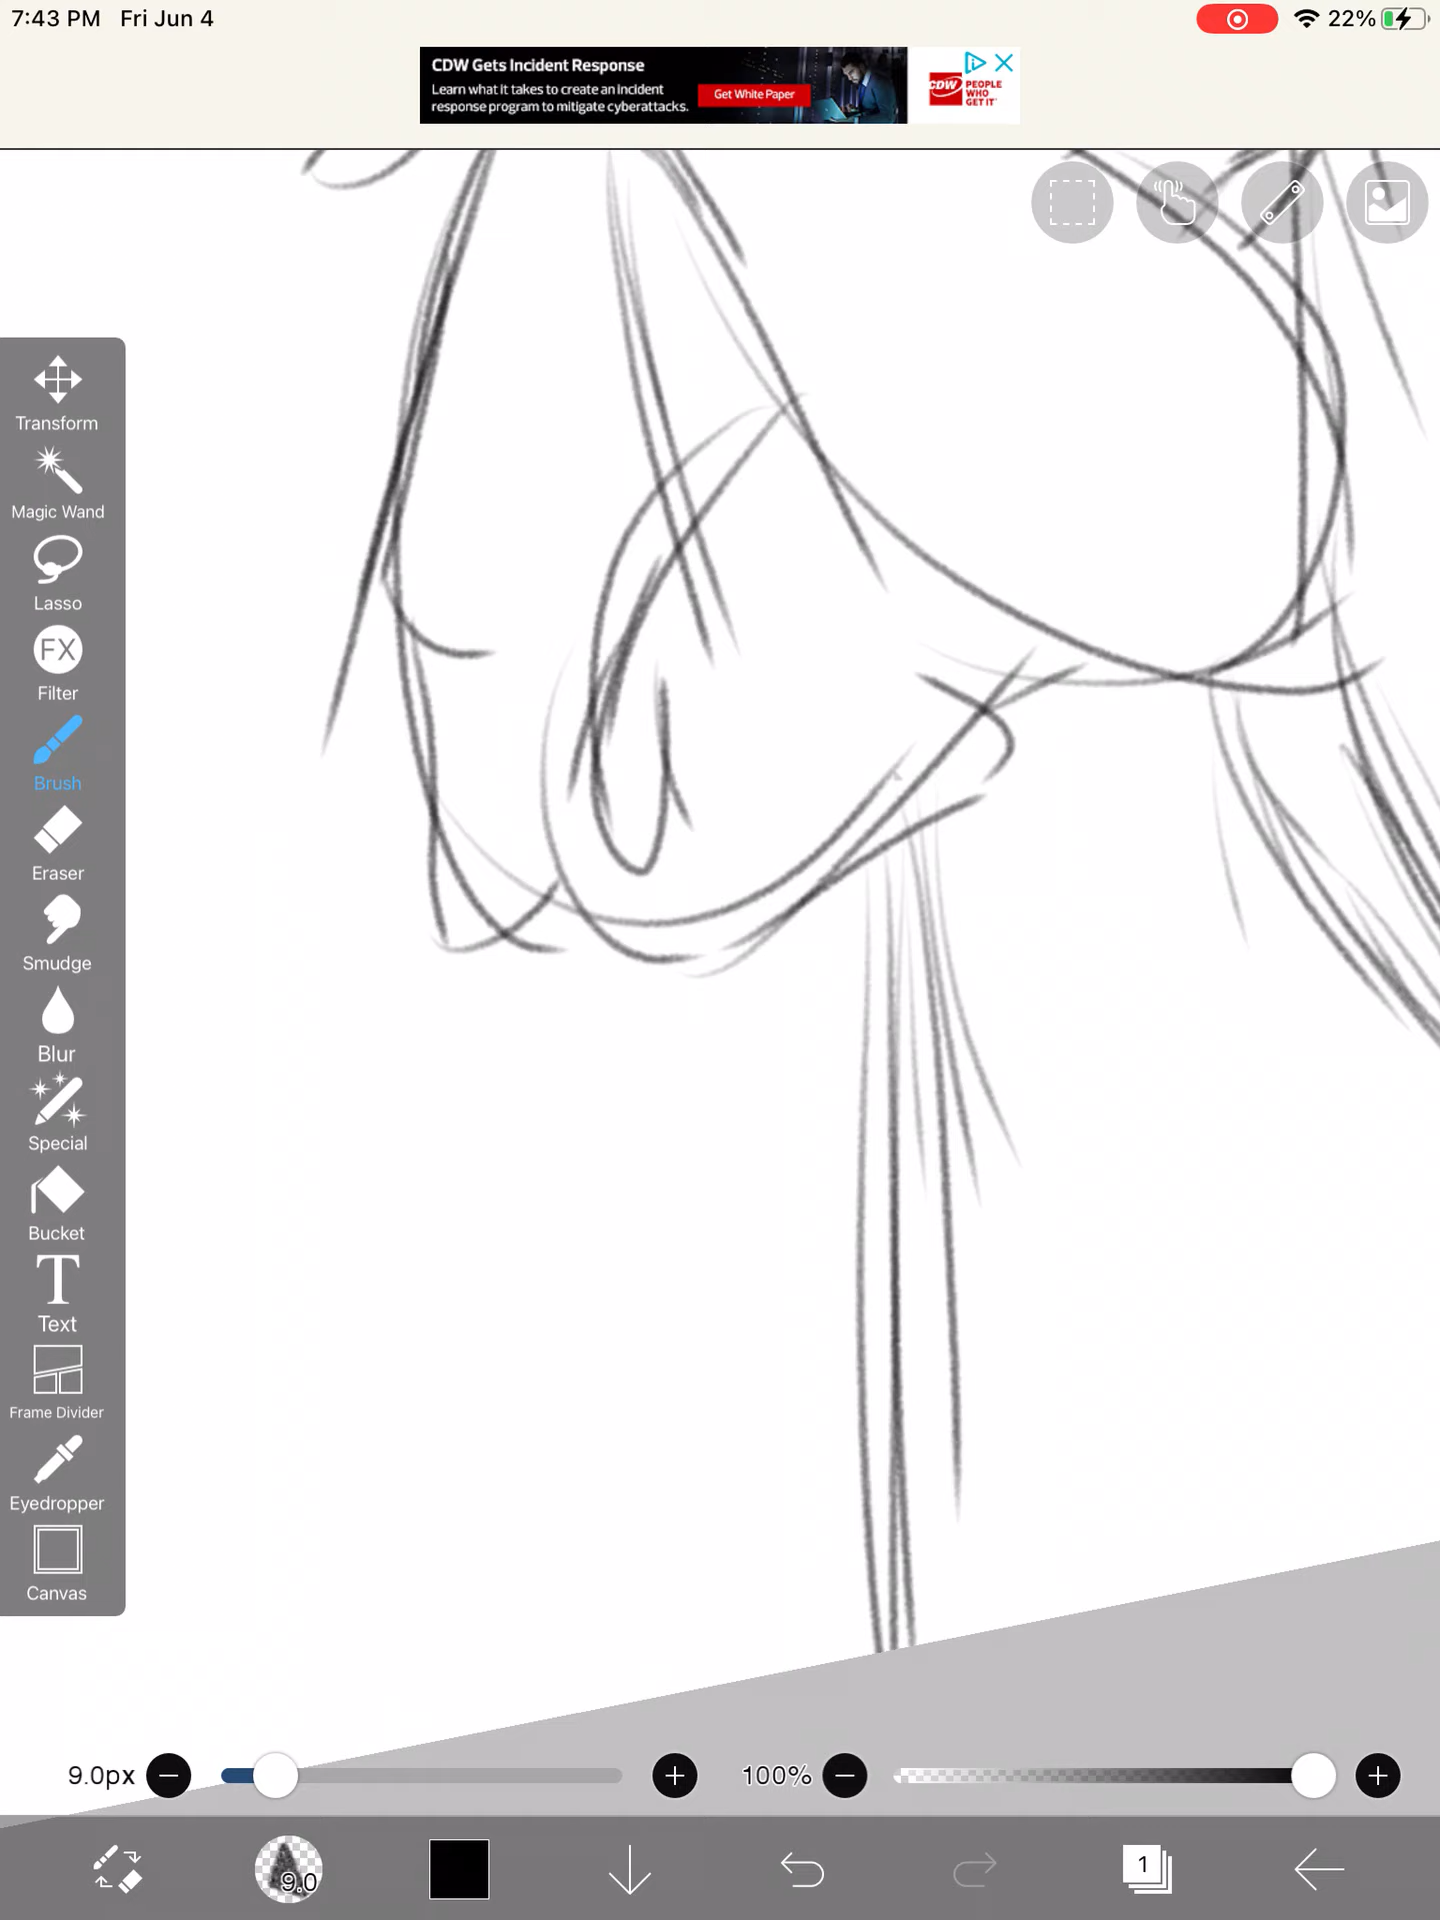 7:43 PM Fri Jun 4
22%
CDW Gets Incident Response
Learn what it takes to create an incident
response program to mitigate cyberattacks.
Get White Paper
CDW
PEOPLE
WHO
GET IT
Transform
Magic Wand
Lasso
FX
Filter
Brush
Eraser
Smudge
Blur
Special
Bucket
T
Text
Frame Divider
Eyedropper
Canvas
9.0px
100%
9.0
1